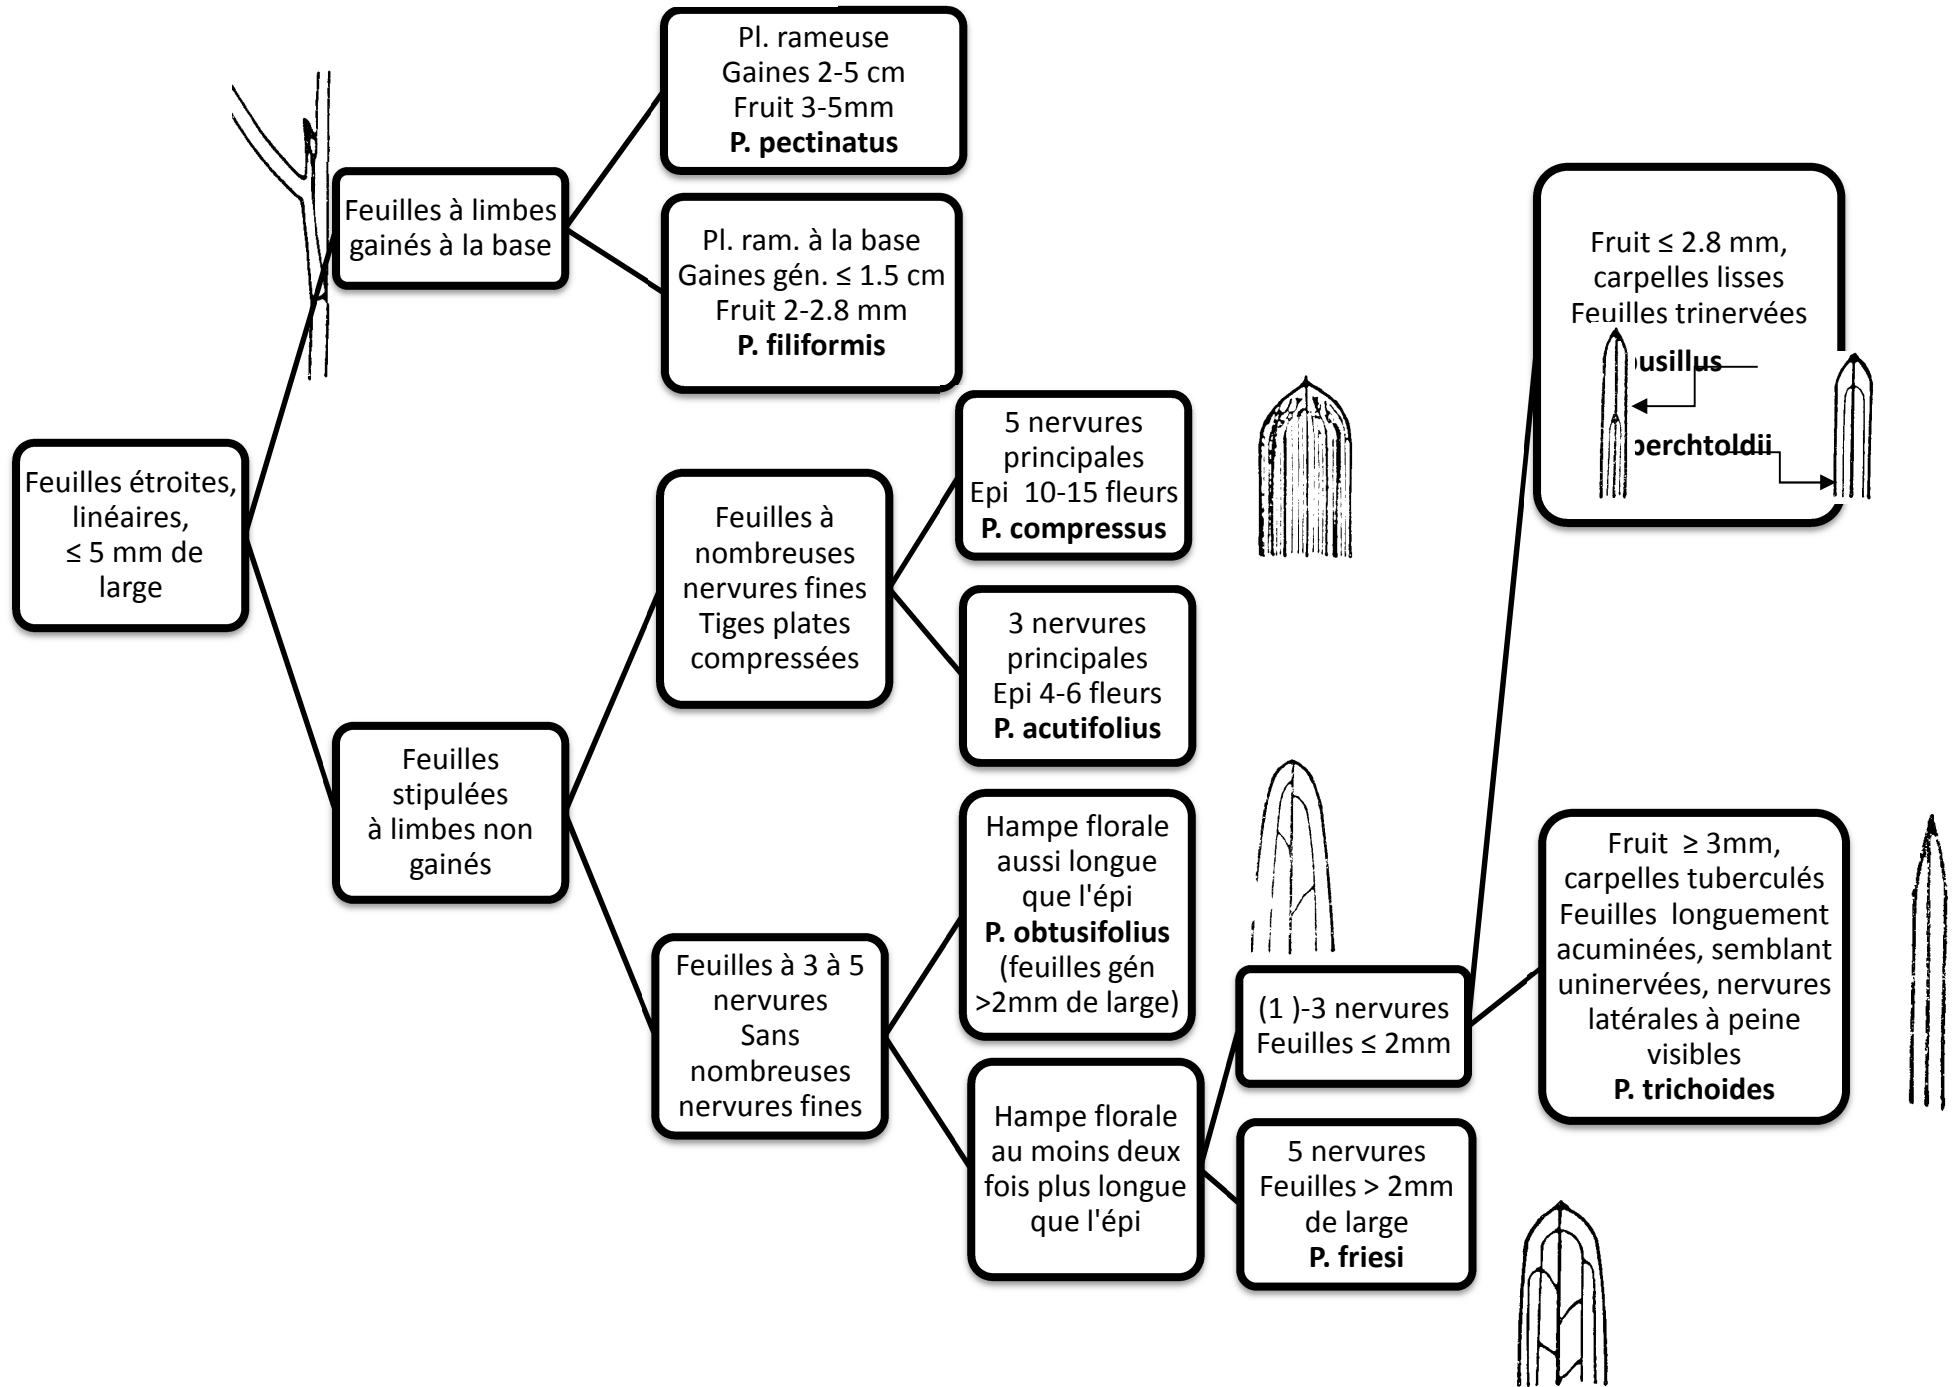 Feuilles étroites,
linéaires,
≤ 5 mm de
large
Feuilles à limbes
gainés à la base
Pl. rameuse
Gaines 2-5 cm
Fruit 3-5mm
P. pectinatus
Pl. ram. à la base
Gaines gén. ≤ 1.5 cm
Fruit 2-2.8 mm
P. filiformis
Feuilles
stipulées
à limbes non
gainés
Feuilles à
nombreuses
nervures fines
Tiges plates
compressées
5 nervures
principales
Epi 10-15 fleurs
P. compressus
3 nervures
principales
Epi 4-6 fleurs
P. acutifolius
Feuilles à 3 à 5
nervures
Sans
nombreuses
nervures fines
Hampe florale
aussi longue
que l'épi
P. obtusifolius
(feuilles gén
>2mm de large)
Hampe florale
au moins deux
fois plus longue
que l'épi
(1 )-3 nervures
Feuilles ≤ 2mm
5 nervures
Feuilles > 2mm
de large
P. friesi
Fruit ≤ 2.8 mm,
carpelles lisses
Feuilles trinervées
usillus
berchtoldii
Fruit ≥ 3mm,
carpelles tuberculés
Feuilles longuement
acuminées, semblant
uninervées, nervures
latérales à peine
visibles
P. trichoides